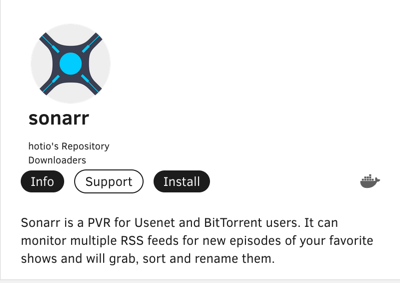 sonarr
hotio's Repository
Downloaders
Info Support Install
Sonarr is a PVR for Usenet and BitTorrent users. It can
monitor multiple RSS feeds for new episodes of your favorite
shows and will grab, sort and rename them.